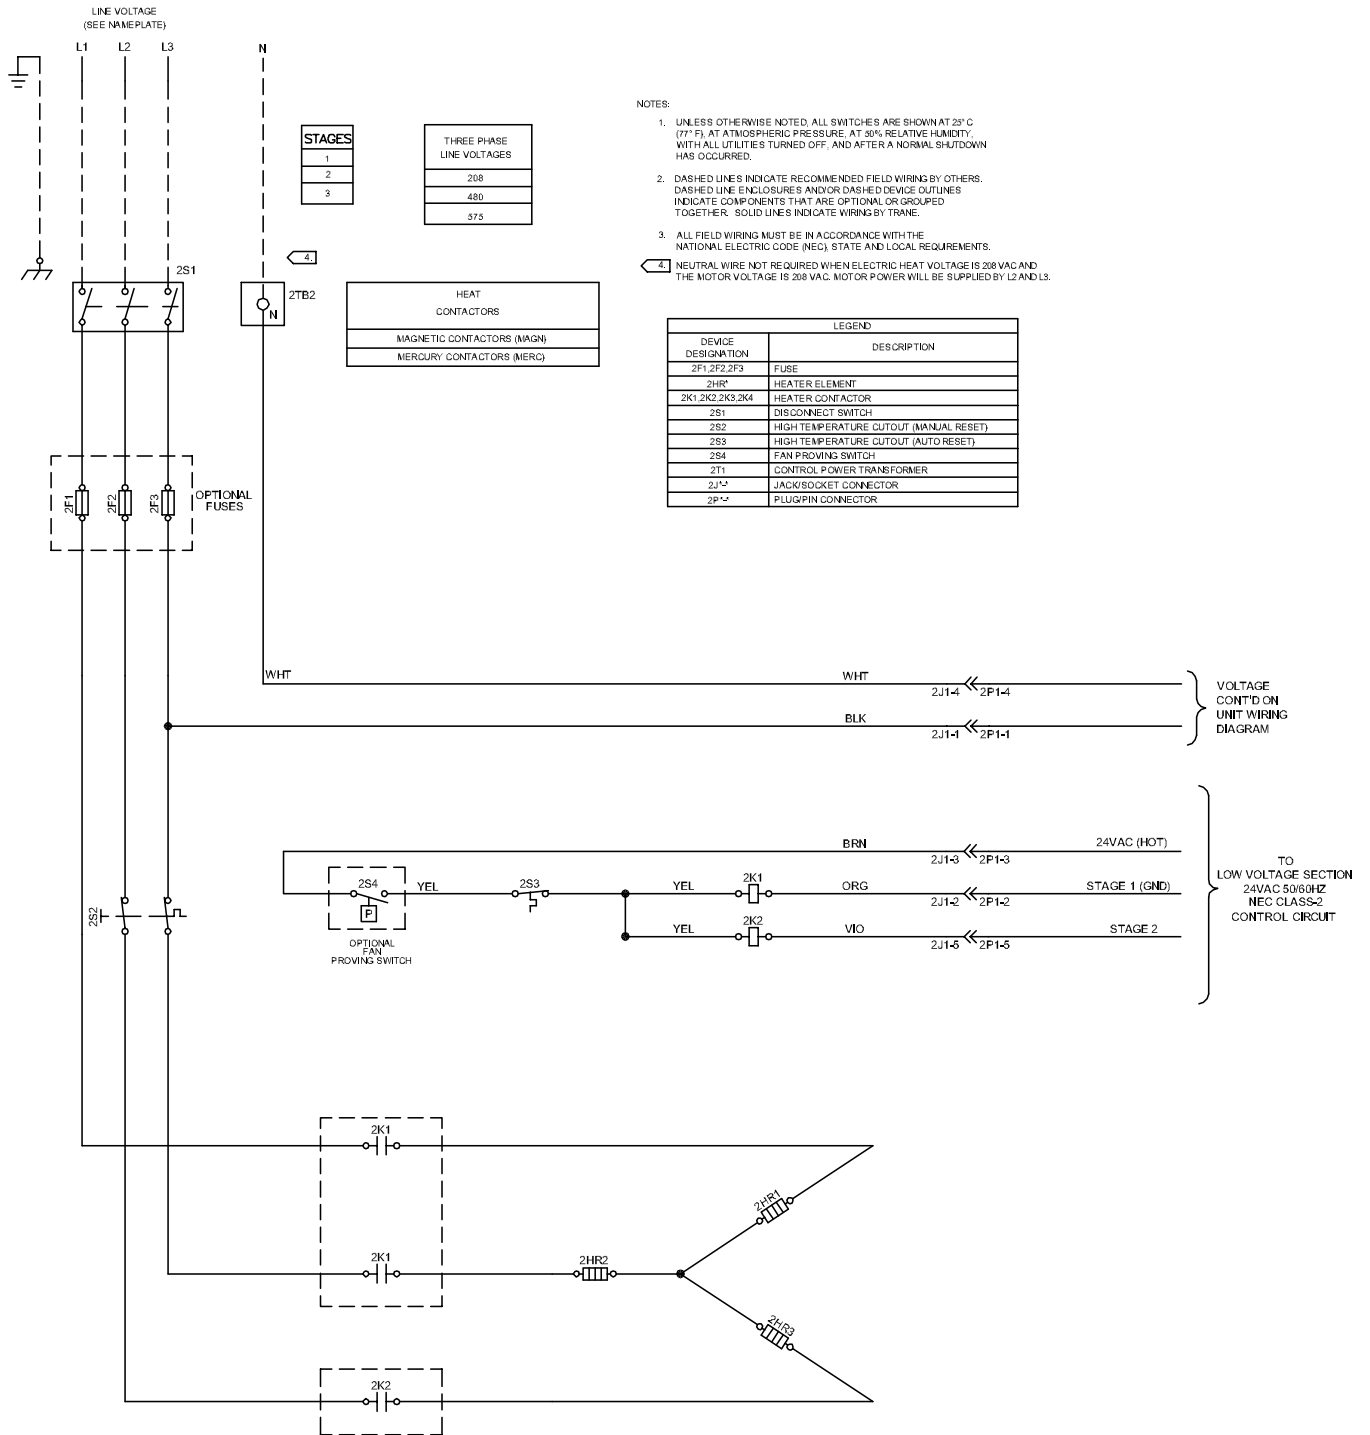 LINE VOLTAGE
(SEE NAMEPLATE)
L1 L2 L3 N
STAGES
1
2
3
THREE PHASE
LINE VOLTAGES
208
480
575
NOTES:
1. UNLESS OTHERWISE NOTED, ALL SWITCHES ARE SHOWN AT 25° C
(77° F), AT ATMOSPHERIC PRESSURE, AT 50% RELATIVE HUMIDITY,
WITH ALL UTILITIES TURNED OFF, AND AFTER A NORMAL SHUTDOWN
HAS OCCURRED.
2. DASHED LINES INDICATE RECOMMENDED FIELD WIRING BY OTHERS.
DASHED LINE ENCLOSURES AND/OR DASHED DEVICE OUTLINES
INDICATE COMPONENTS THAT ARE OPTIONAL OR GROUPED
TOGETHER. SOLID LINES INDICATE WIRING BY TRANE.
3. ALL FIELD WIRING MUST BE IN ACCORDANCE WITH THE
NATIONAL ELECTRIC CODE (NEC), STATE AND LOCAL REQUIREMENTS.
4. NEUTRAL WIRE NOT REQUIRED WHEN ELECTRIC HEAT VOLTAGE IS 208 VAC AND
THE MOTOR VOLTAGE IS 208 VAC. MOTOR POWER WILL BE SUPPLIED BY L2 AND L3.
4.
2S1
2TB2
N
HEAT
CONTACTORS
MAGNETIC CONTACTORS (MAGN)
MERCURY CONTACTORS (MERC)
LEGEND
DEVICE
DESIGNATION
DESCRIPTION
2F1,2F2,2F3 FUSE
2HR* HEATER ELEMENT
2K1,2K2,2K3,2K4 HEATER CONTACTOR
2S1 DISCONNECT SWITCH
2S2 HIGH TEMPERATURE CUTOUT (MANUAL RESET)
2S3 HIGH TEMPERATURE CUTOUT (AUTO RESET)
2S4 FAN PROVING SWITCH
2T1 CONTROL POWER TRANSFORMER
2J*-* JACK/SOCKET CONNECTOR
2P*-* PLUG/PIN CONNECTOR
2F1 2F2 2F3
OPTIONAL
FUSES
WHT WHT
2J1-4 2P1-4
BLK
2J1-1 2P1-1
VOLTAGE
CONT'D ON
UNIT WIRING
DIAGRAM
BRN 24VAC (HOT)
2J1-3 2P1-3
2S4 YEL 2S3 YEL 2K1 ORG STAGE 1 (GND)
P
2J1-2 2P1-2
YEL 2K2 VIO STAGE 2
2J1-5 2P1-5
OPTIONAL
FAN
PROVING SWITCH
TO
LOW VOLTAGE SECTION
24VAC 50/60HZ
NEC CLASS-2
CONTROL CIRCUIT
2S2
2K1
2HR1
2K1
2HR2
2HR3
2K2